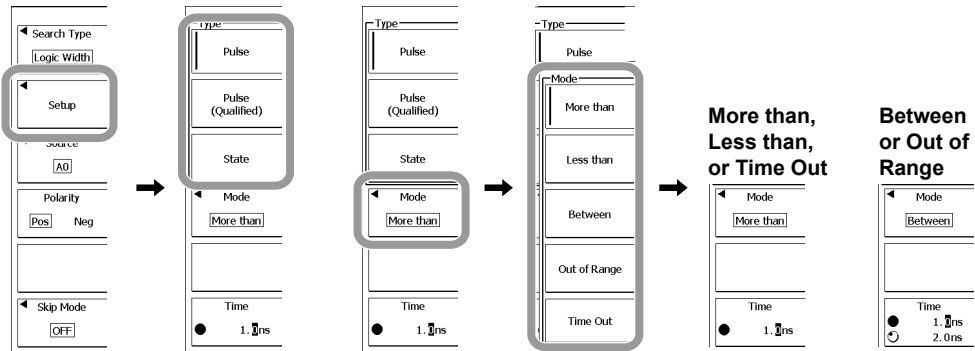 Search Type
Logic Width
Setup
Source
A0
Polarity
Pos Neg
Skip Mode
OFF
Type
Pulse
Pulse
(Qualified)
State
Mode
More than
Time
1.0ns
Type
Pulse
Pulse
(Qualified)
State
Mode
More than
Time
1.0ns
Type
Pulse
Mode
More than
Less than
Between
Out of Range
Time Out
More than,
Less than,
or Time Out
Mode
More than
Time
1.0ns
Between
or Out of
Range
Mode
Between
Time
1.0ns
2.0ns